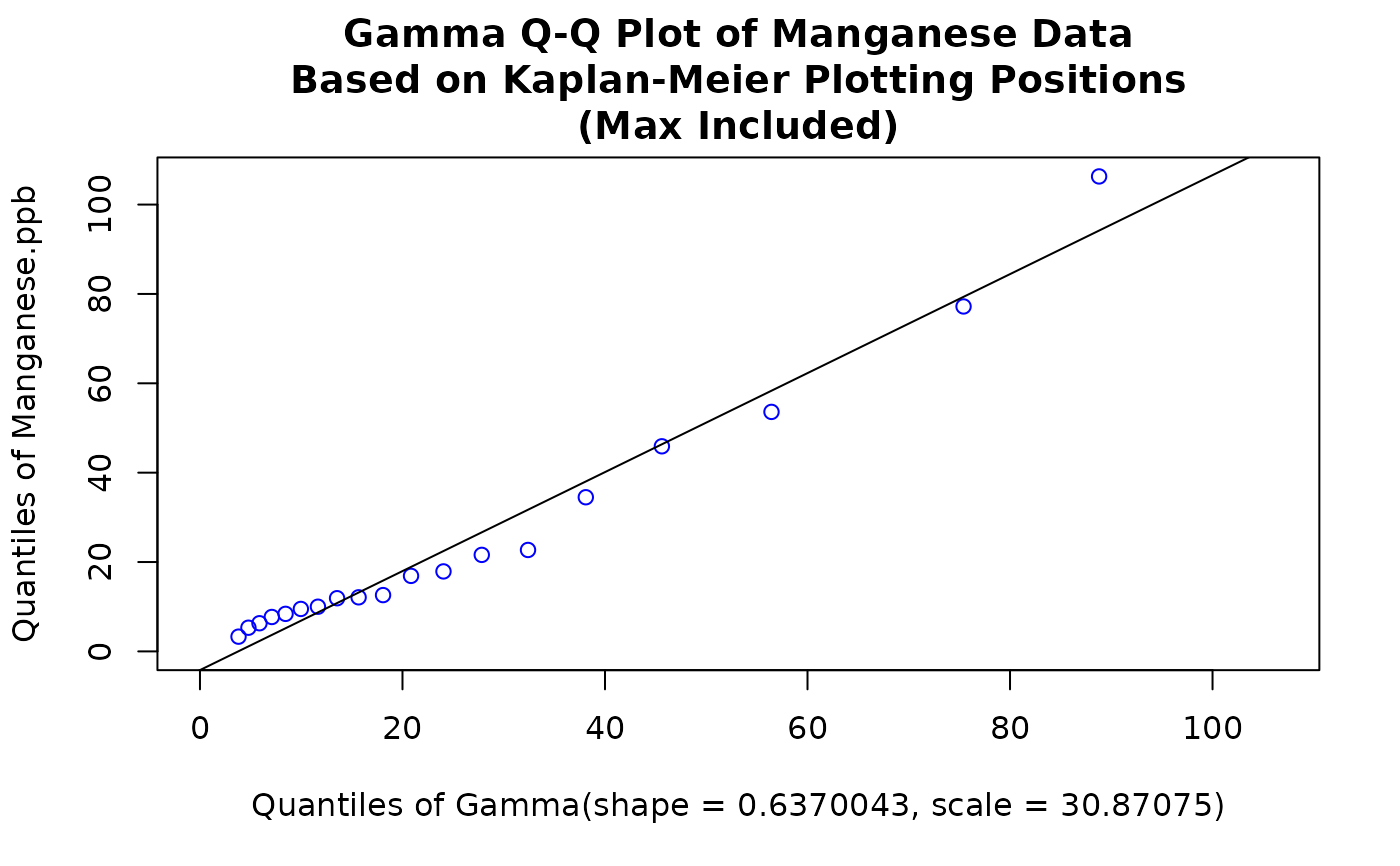 Gamma Q-Q Plot of Manganese Data
Based on Kaplan-Meier Plotting Positions
(Max Included)
Quantiles of Manganese.ppb
100
80
60
40
20
0
0 20 40 60 80 100
Quantiles of Gamma(shape = 0.6370043, scale = 30.87075)